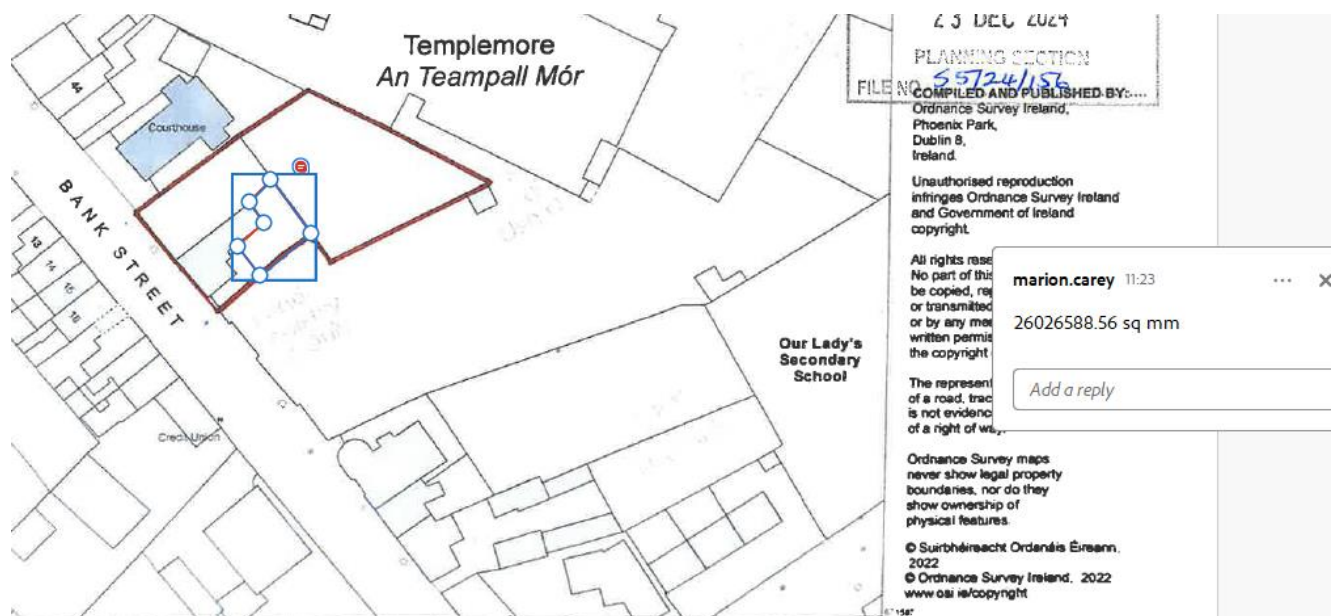 Templemore
An Teampall Mór
44
Courthouse
BANK STREET
13
14
15
16
Credit Union
Our Lady's
Secondary
School
23 DEC 2024
PLANNING SECTION
FILE NO. S5/24/156
COMPILED AND PUBLISHED BY:
Ordnance Survey Ireland,
Phoenix Park,
Dublin 8,
Ireland.
Unauthorised reproduction
infringes Ordnance Survey Ireland
and Government of Ireland
copyright.
All rights rese
No part of this
be copied, re
or transmitted
or by any me
written permis
the copyright
The represent
of a road, trac
is not evidenc
of a right of way.
Ordnance Survey maps
never show legal property
boundaries, nor do they
show ownership of
physical features.
© Suirbhéireacht Ordanáis Éireann,
2022
© Ordnance Survey Ireland, 2022
www.osi.ie/copyright
marion.carey 11:23
26026588.56 sq mm
Add a reply